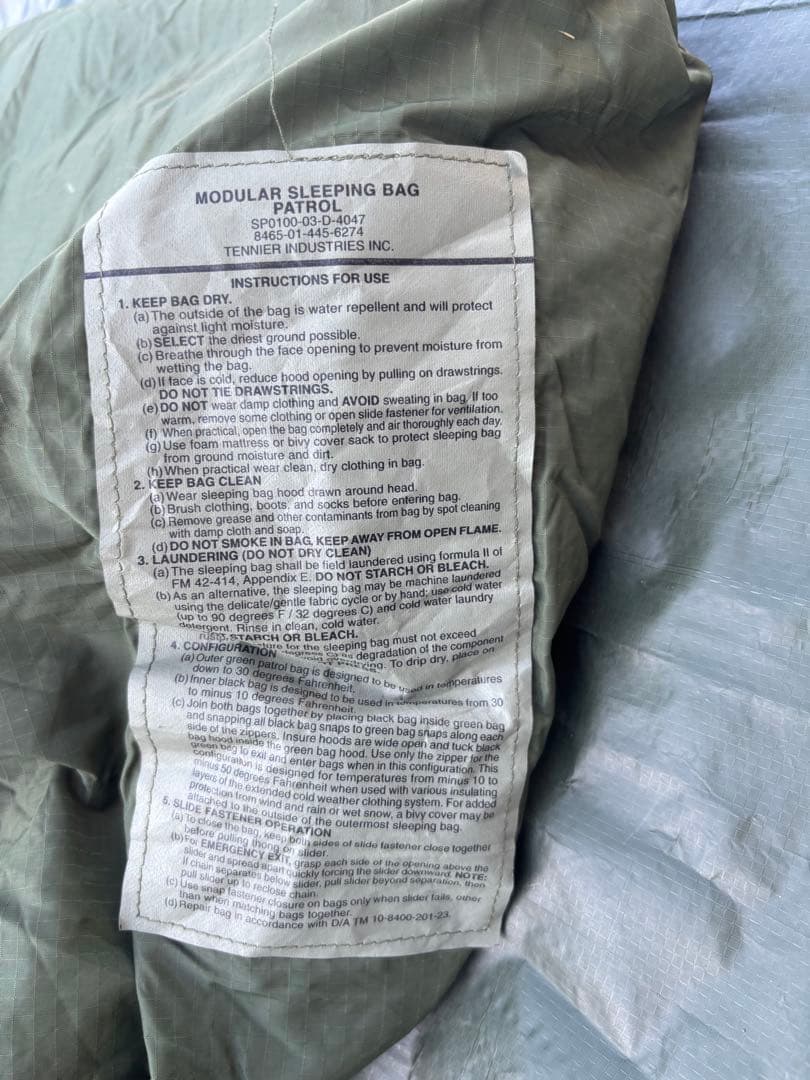 MODULAR SLEEPING BAG
PATROL
SP0100-03-D-4047
8465-01-445-6274
TENNIER INDUSTRIES INC.
INSTRUCTIONS FOR USE
1. KEEP BAG DRY.
(a) The outside of the bag is water repellent and will protect
against light moisture.
(b) SELECT the driest ground possible.
(c) Breathe through the face opening to prevent moisture from
wetting the bag.
(d) If face is cold, reduce hood opening by pulling on drawstrings.
DO NOT TIE DRAWSTRINGS.
(e) DO NOT wear damp clothing and AVOID sweating in bag. If too
warm, remove some clothing or open slide fastener for ventilation.
(f) When practical, open the bag completely and air thoroughly each day.
(g) Use foam mattress or bivy cover sack to protect sleeping bag
from ground moisture and dirt.
(h) When practical wear clean, dry clothing in bag.
2. KEEP BAG CLEAN
(a) Wear sleeping bag hood drawn around head.
(b) Brush clothing, boots, and socks before entering bag.
(c) Remove grease and other contaminants from bag by spot cleaning
with damp cloth and soap.
(d) DO NOT SMOKE IN BAG, KEEP AWAY FROM OPEN FLAME.
3. LAUNDERING (DO NOT DRY CLEAN)
(a) The sleeping bag shall be field laundered using formula II of
FM 42-414, Appendix E. DO NOT STARCH OR BLEACH.
(b) As an alternative, the sleeping bag may be machine laundered
using the delicate/gentle fabric cycle or by hand; use cold water
(up to 90 degrees F / 32 degrees C) and cold water laundry
detergent. Rinse in clean, cold water.
STARCH OR BLEACH.
for the sleeping bag must not exceed
degradation of the component
To drip dry, place on
4. CONFIGURATION
(a) Outer green patrol bag is designed to be used in temperatures
down to 30 degrees Fahrenheit.
(b) Inner black bag is designed to be used in temperatures from 30
to minus 10 degrees Fahrenheit.
(c) Join both bags together by placing black bag inside green bag
and snapping all black bag snaps to green bag snaps along each
side of the zippers. Insure hoods are wide open and tuck black
bag hood inside the green bag hood. Use only the zipper for the
green bag to exit and enter bags when in this configuration. This
configuration is designed for temperatures from minus 10 to
minus 50 degrees Fahrenheit when used with various insulating
layers of the extended cold weather clothing system. For added
protection from wind and rain or wet snow, a bivy cover may be
attached to the outside of the outermost sleeping bag.
5. SLIDE FASTENER OPERATION
(a) To close the bag, keep both sides of slide fastener close together
before pulling thong on slider.
(b) For EMERGENCY EXIT, grasp each side of the opening above the
slider and spread apart quickly forcing the slider downward. NOTE:
If chain separates below slider, pull slider beyond separation, then
pull slider up to reclose chain.
(c) Use snap fastener closure on bags only when slider fails, other
than when matching bags together.
(d) Repair bag in accordance with D/A TM 10-8400-201-23.